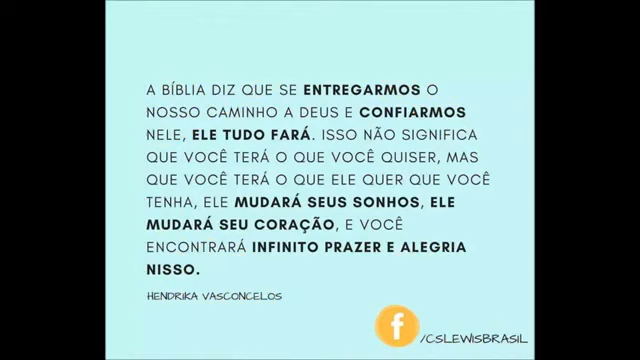 A BÍBLIA DIZ QUE SE ENTREGARMOS O
NOSSO CAMINHO A DEUS E CONFIARMOS
NELE, ELE TUDO FARÁ. ISSO NÃO SIGNIFICA
QUE VOCÊ TERÁ O QUE VOCÊ QUISER, MAS
QUE VOCÊ TERÁ O QUE ELE QUER QUE VOCÊ
TENHA, ELE MUDARÁ SEUS SONHOS, ELE
MUDARÁ SEU CORAÇÃO, E VOCÊ
ENCONTRARÁ INFINITO PRAZER E ALEGRIA
NISSO.
HENDRIKA VASCONCELOS
f /CSLEWISBRASIL